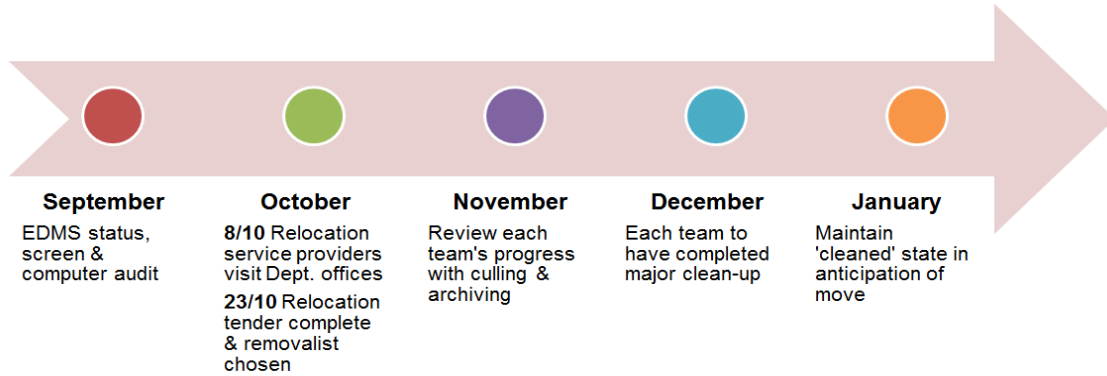 September
EDMS status,
screen &
computer audit
October
8/10 Relocation
service providers
visit Dept. offices
23/10 Relocation
tender complete
& removalist
chosen
November
Review each
team's progress
with culling &
archiving
December
Each team to
have completed
major clean-up
January
Maintain
'cleaned' state in
anticipation of
move